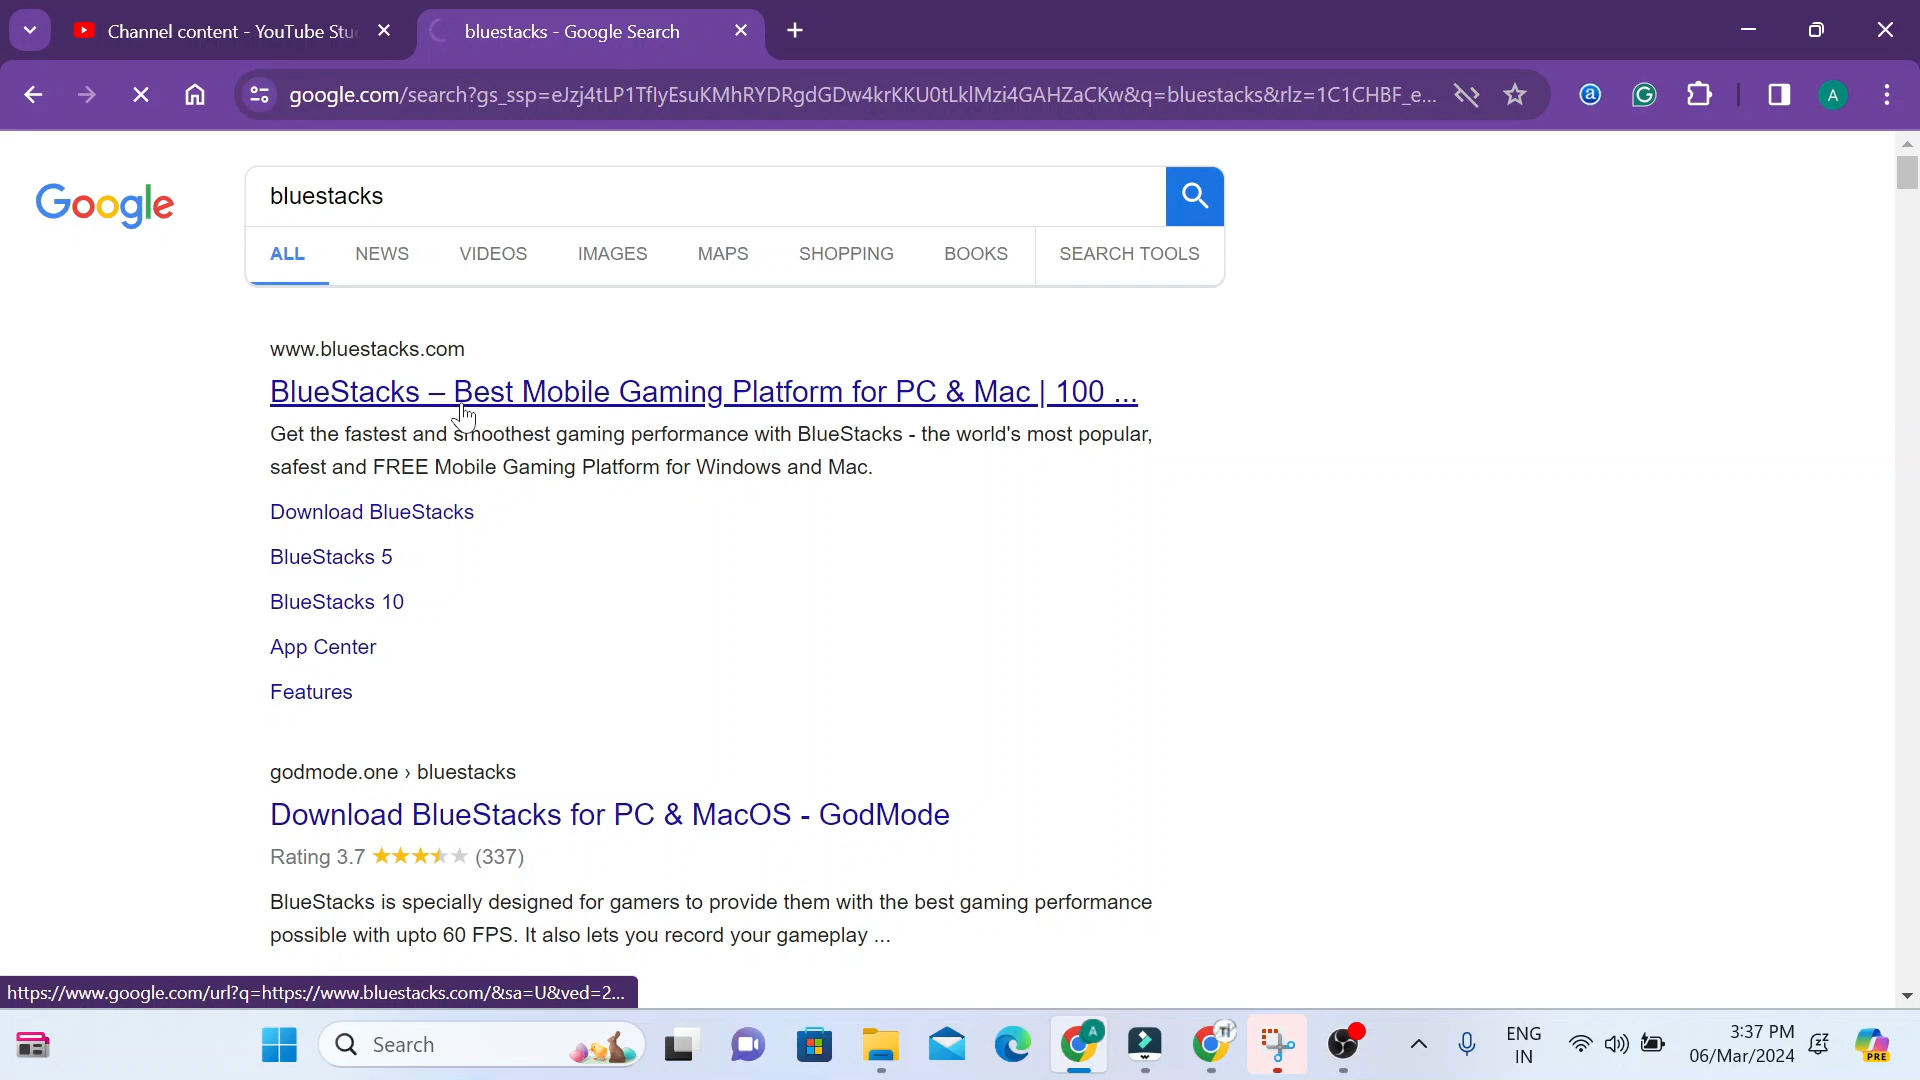 Channel content - YouTube Stu
bluestacks - Google Search
google.com/search?gs_ssp=eJzj4tLP1TflyEsuKMhRYDRgdGDw4krKKU0tLklMzi4GAHZaCKw&q=bluestacks&rlz=1C1CHBF_e...
A
Google
bluestacks
ALL NEWS VIDEOS IMAGES MAPS SHOPPING BOOKS SEARCH TOOLS
www.bluestacks.com
BlueStacks – Best Mobile Gaming Platform for PC & Mac | 100 ...
Get the fastest and smoothest gaming performance with BlueStacks - the world's most popular,
safest and FREE Mobile Gaming Platform for Windows and Mac.
Download BlueStacks
BlueStacks 5
BlueStacks 10
App Center
Features
godmode.one › bluestacks
Download BlueStacks for PC & MacOS - GodMode
Rating 3.7 (337)
BlueStacks is specially designed for gamers to provide them with the best gaming performance
possible with upto 60 FPS. It also lets you record your gameplay ...
https://www.google.com/url?q=https://www.bluestacks.com/&sa=U&ved=2...
Search
A
TI
ENG
IN
3:37 PM
06/Mar/2024
PRE